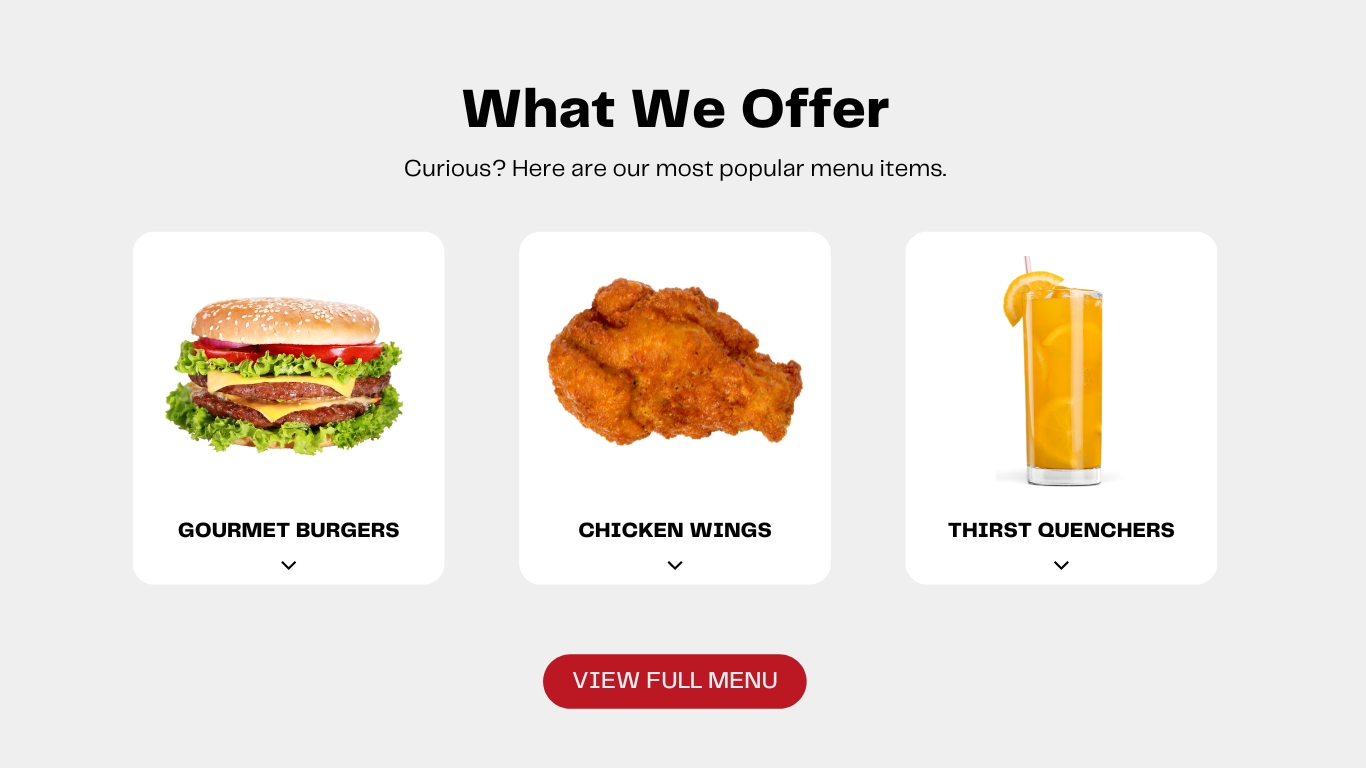 What We Offer
Curious? Here are our most popular menu items.
GOURMET BURGERS
CHICKEN WINGS
THIRST QUENCHERS
VIEW FULL MENU